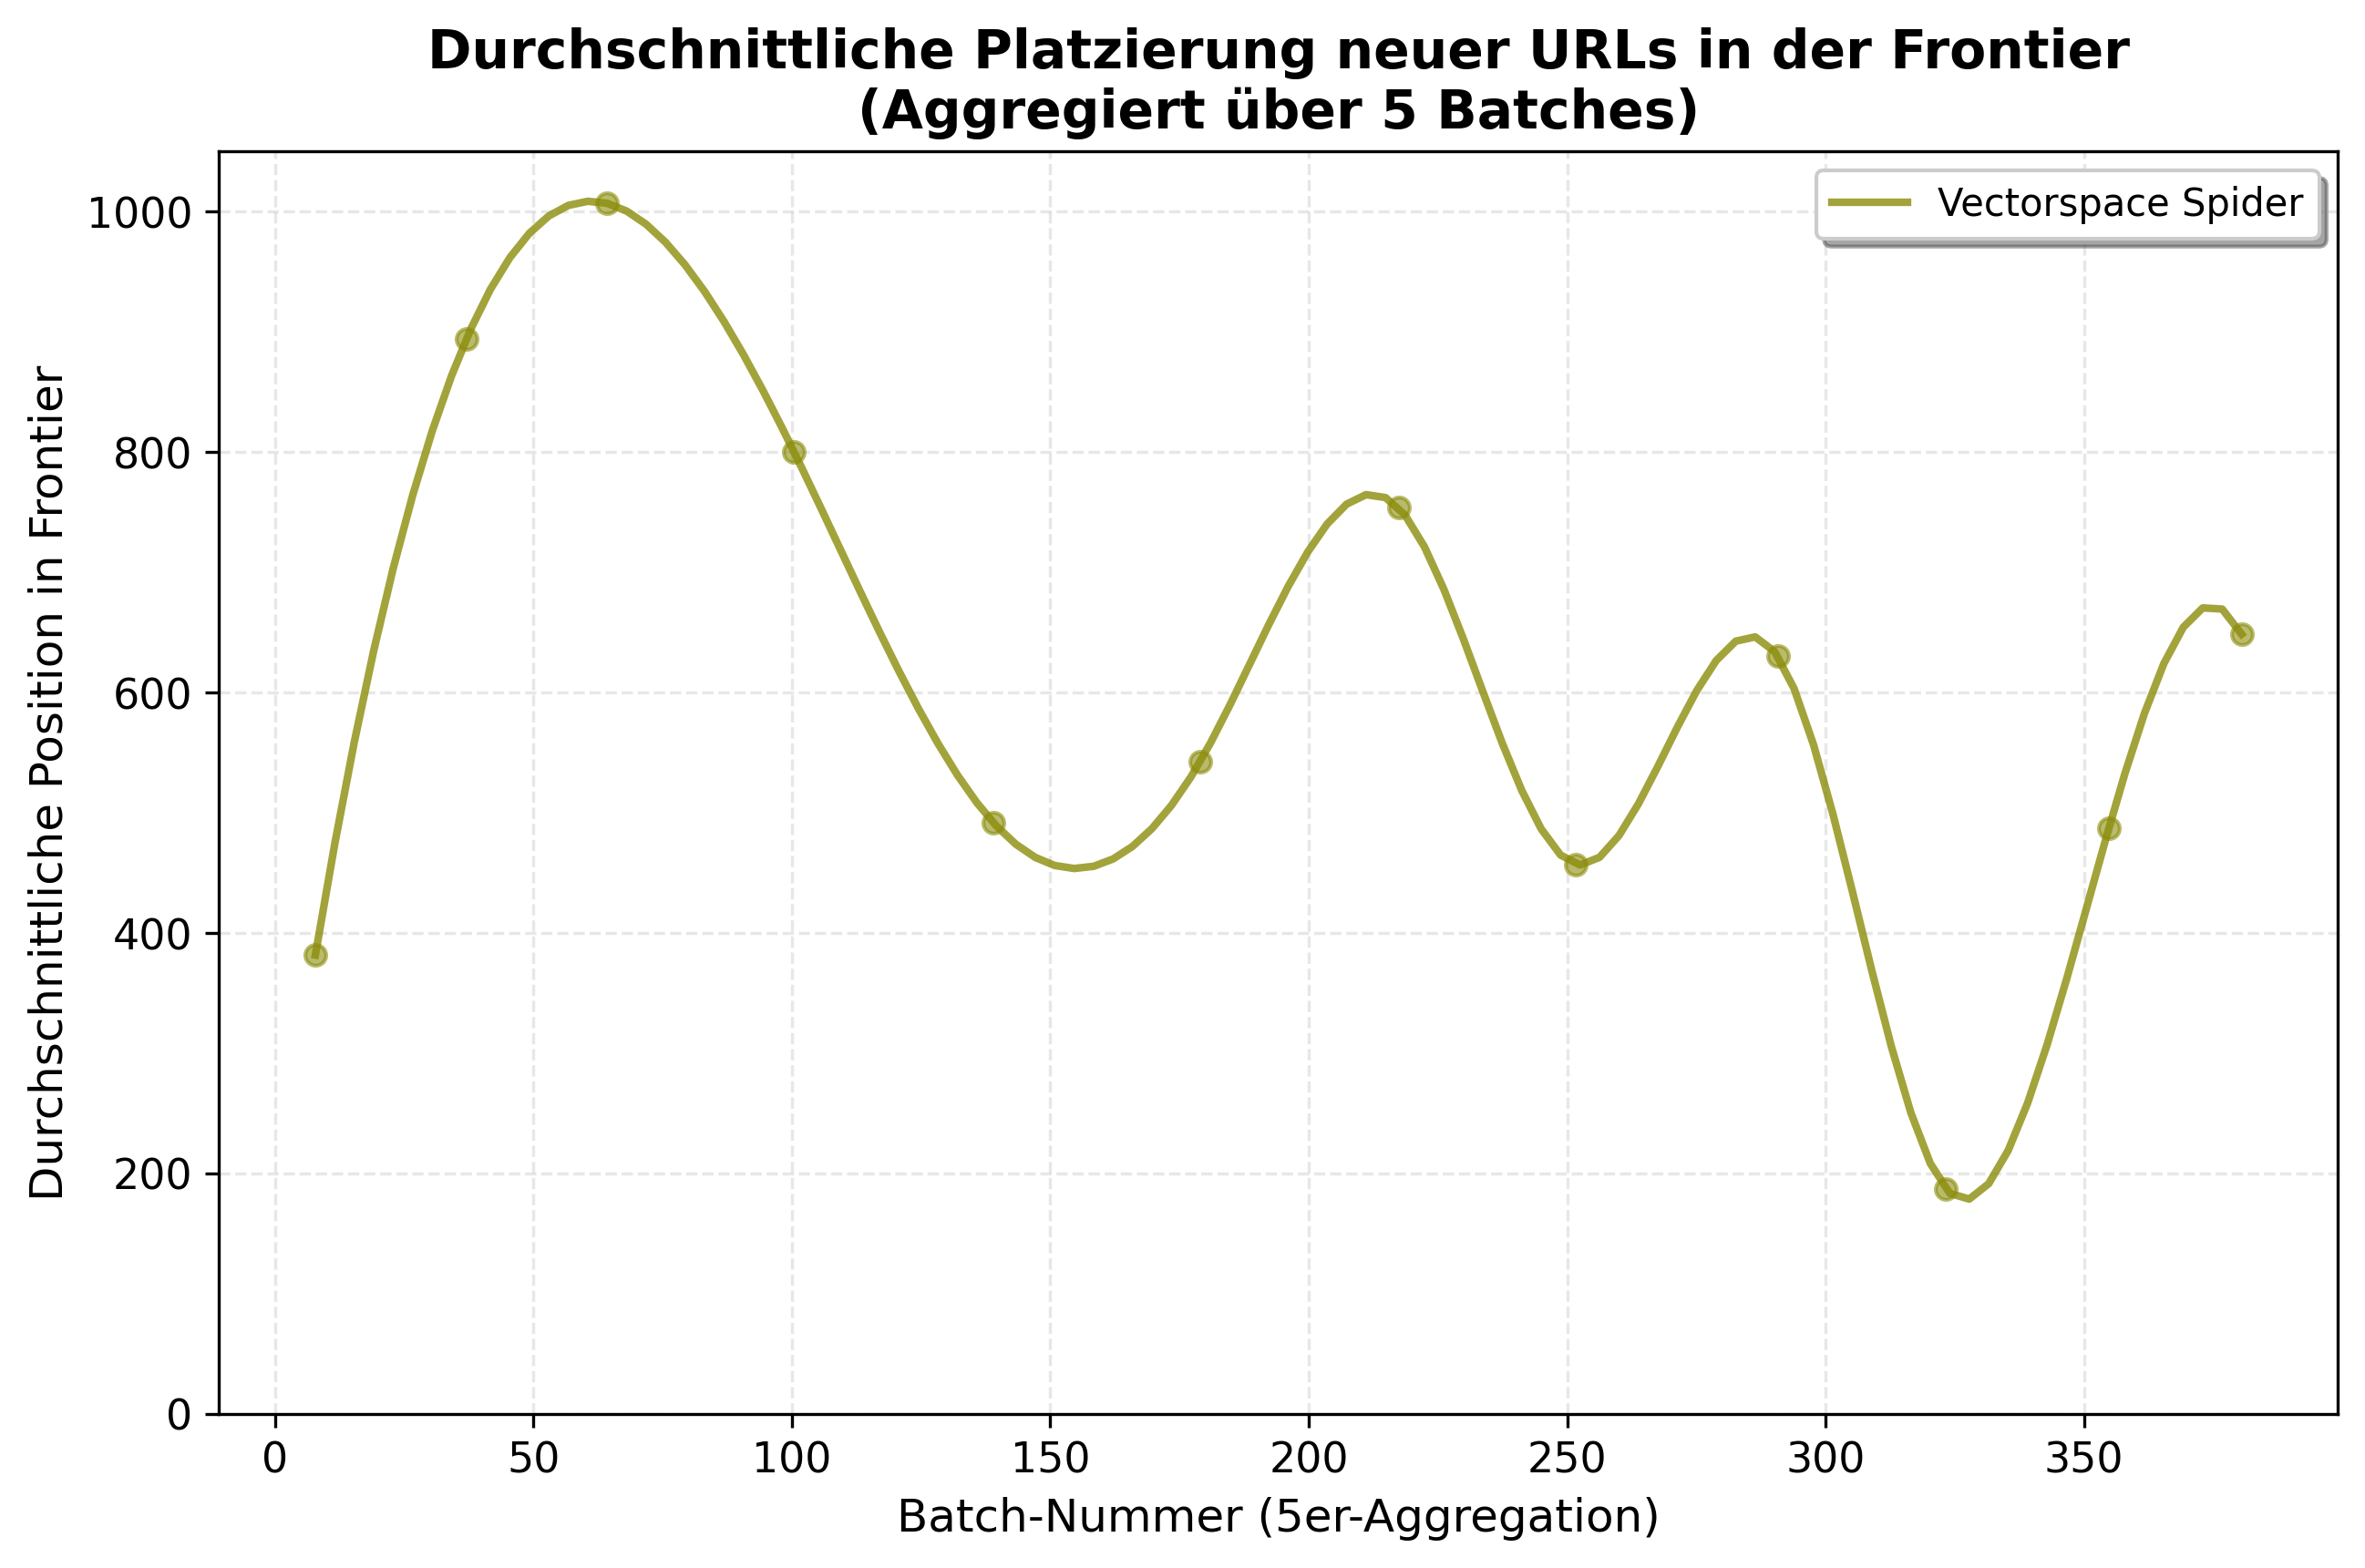 Durchschnittliche Platzierung neuer URLs in der Frontier
(Aggregiert über 5 Batches)
Vectorspace Spider
Durchschnittliche Position in Frontier
1000
800
600
400
200
0
0 50 100 150 200 250 300 350
Batch-Nummer (5er-Aggregation)